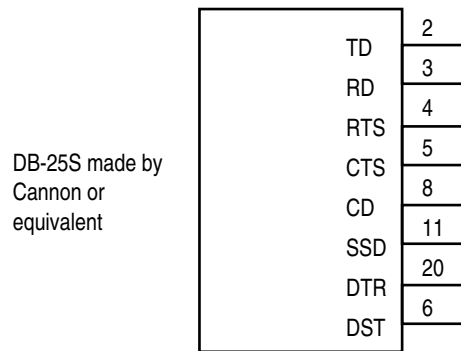 DB-25S made by
Cannon or
equivalent
TD 2
RD 3
RTS 4
CTS 5
CD 8
SSD 11
DTR 20
DST 6